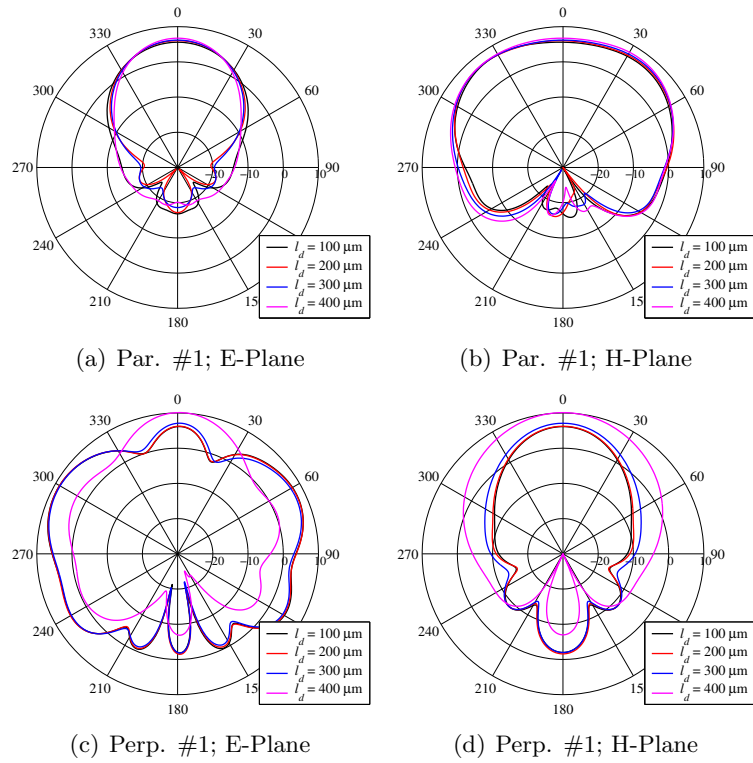 0
330 30
300 60
270 −20 −10 0 10 90
240
210 15
180
l_d = 100 µm
l_d = 200 µm
l_d = 300 µm
l_d = 400 µm
(a) Par. #1; E-Plane
0
330 30
300 60
270 −20 −10 0 10 90
240
210 15
180
l_d = 100 µm
l_d = 200 µm
l_d = 300 µm
l_d = 400 µm
(b) Par. #1; H-Plane
0
330 30
300 60
270 −20 −10 0 10 90
240
210 15
180
l_d = 100 µm
l_d = 200 µm
l_d = 300 µm
l_d = 400 µm
(c) Perp. #1; E-Plane
0
330 30
300 60
270 −20 −10 0 10 90
240
210 15
180
l_d = 100 µm
l_d = 200 µm
l_d = 300 µm
l_d = 400 µm
(d) Perp. #1; H-Plane